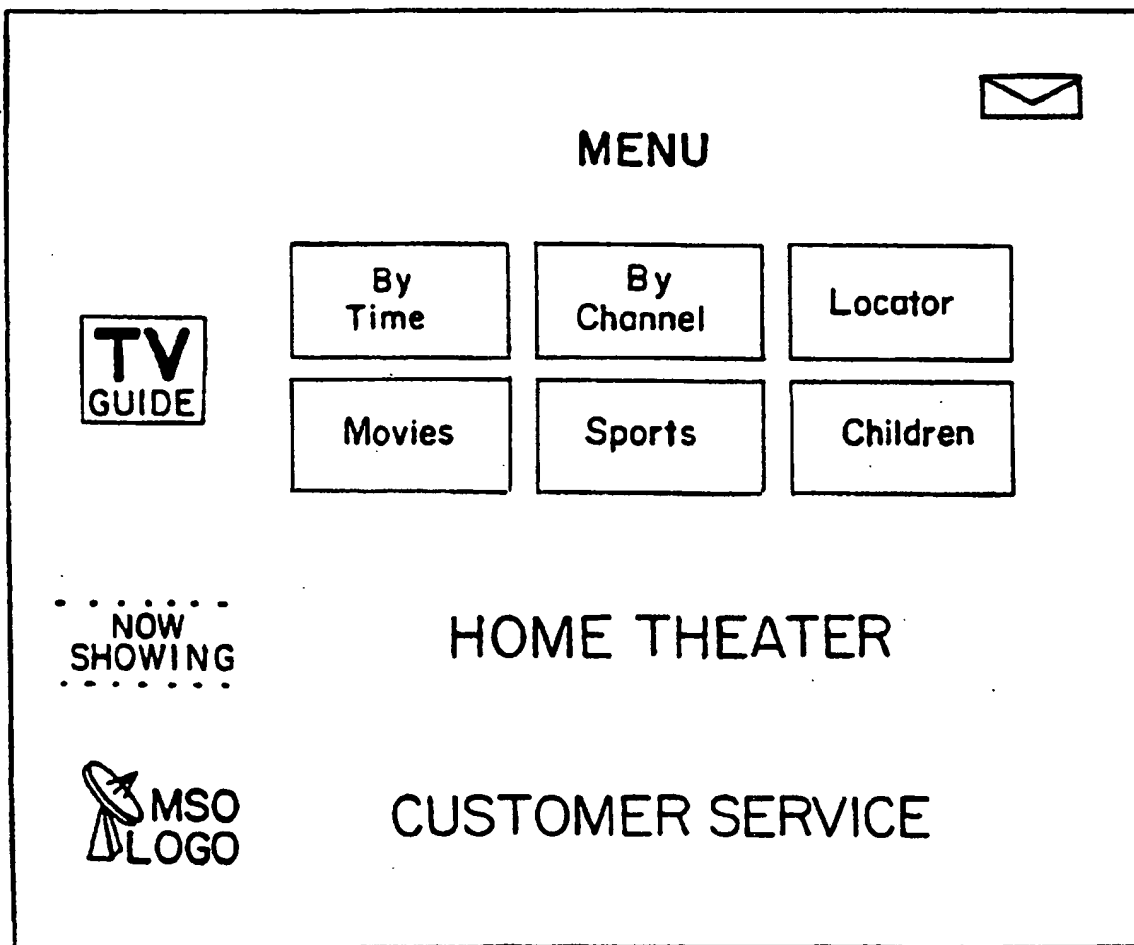 MENU
By
Time
By
Channel
Locator
TV
GUIDE
Movies
Sports
Children
NOW
SHOWING
HOME THEATER
MSO
LOGO
CUSTOMER SERVICE